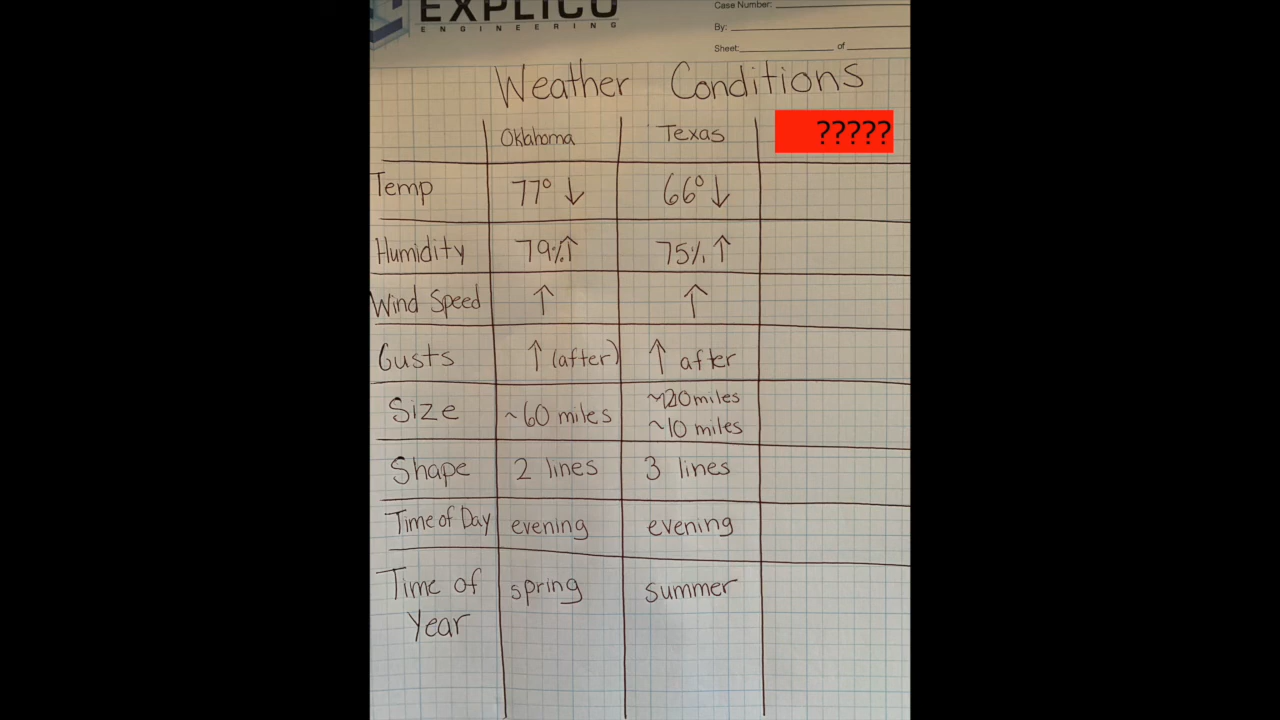 EXPLICO
ENGINEERING
Case Number:
By:
Sheet: of
Weather Conditions
Oklahoma Texas ?????
Temp 77° ↓ 66° ↓
Humidity 79% ↑ 75% ↑
Wind Speed ↑ ↑
Gusts ↑ (after) ↑ after
Size ~60 miles ~20 miles
~10 miles
Shape 2 lines 3 lines
Time of Day evening evening
Time of spring summer
Year